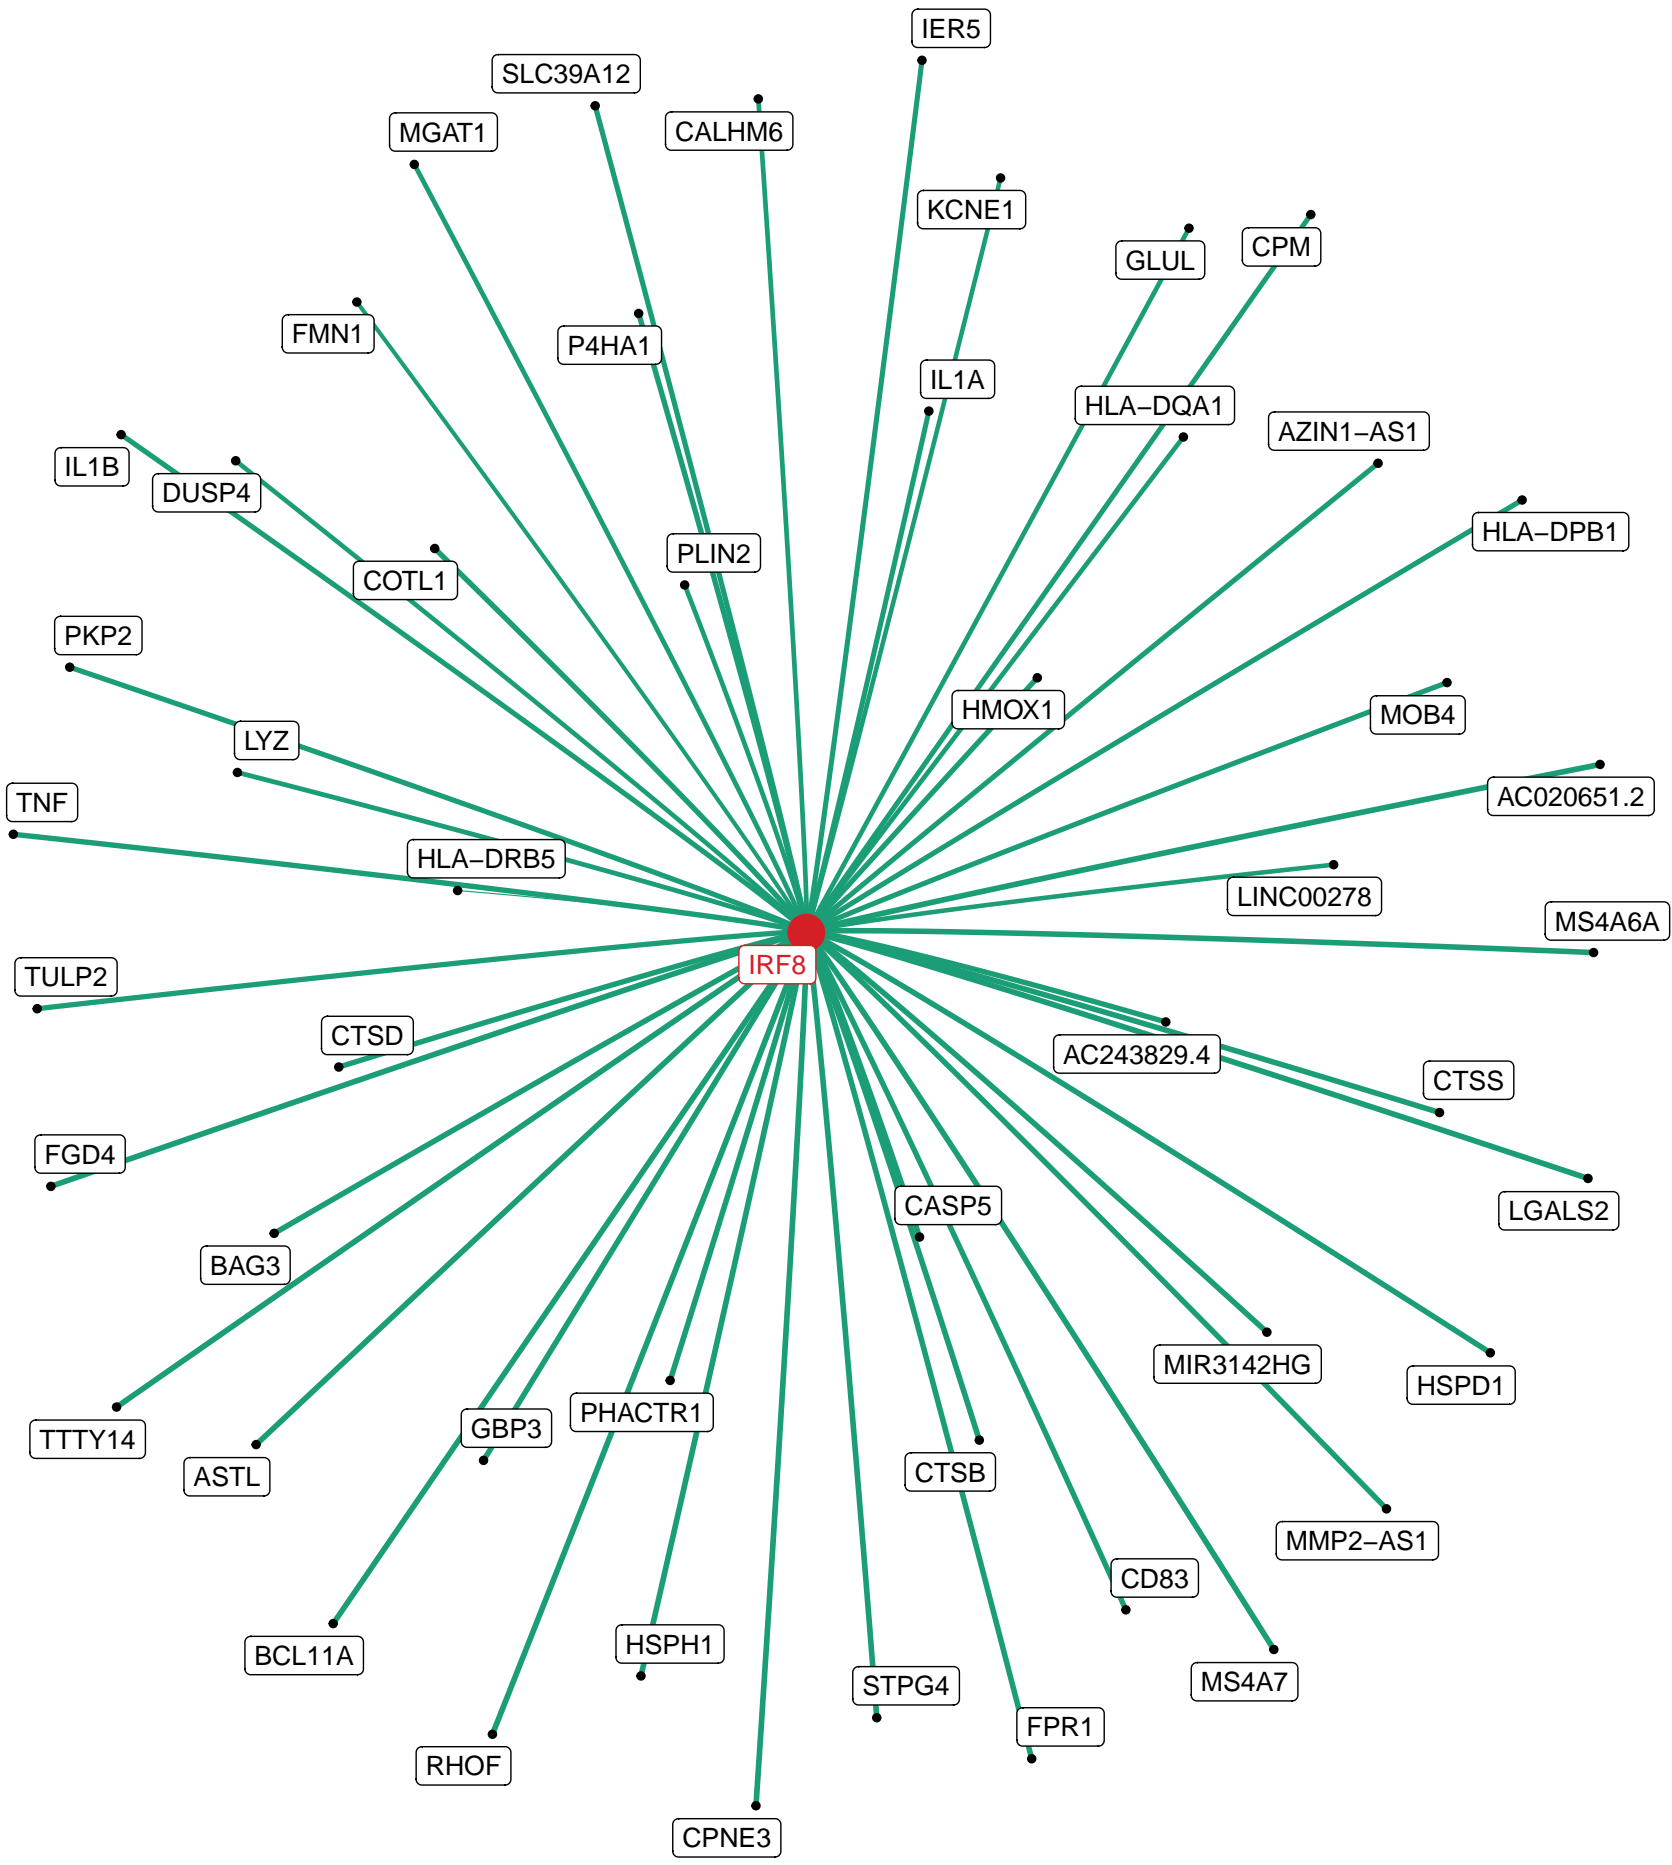 IER5
SLC39A12
CALHM6
MGAT1
KCNE1
GLUL
CPM
FMN1
P4HA1
IL1A
HLA−DQA1
AZIN1−AS1
IL1B
DUSP4
HLA−DPB1
PLIN2
COTL1
PKP2
HMOX1
MOB4
LYZ
AC020651.2
TNF
HLA−DRB5
LINC00278
MS4A6A
IRF8
TULP2
CTSD
AC243829.4
CTSS
FGD4
CASP5
LGALS2
BAG3
MIR3142HG
HSPD1
PHACTR1
GBP3
TTTY14
CTSB
ASTL
MMP2−AS1
CD83
HSPH1
BCL11A
MS4A7
STPG4
FPR1
RHOF
CPNE3